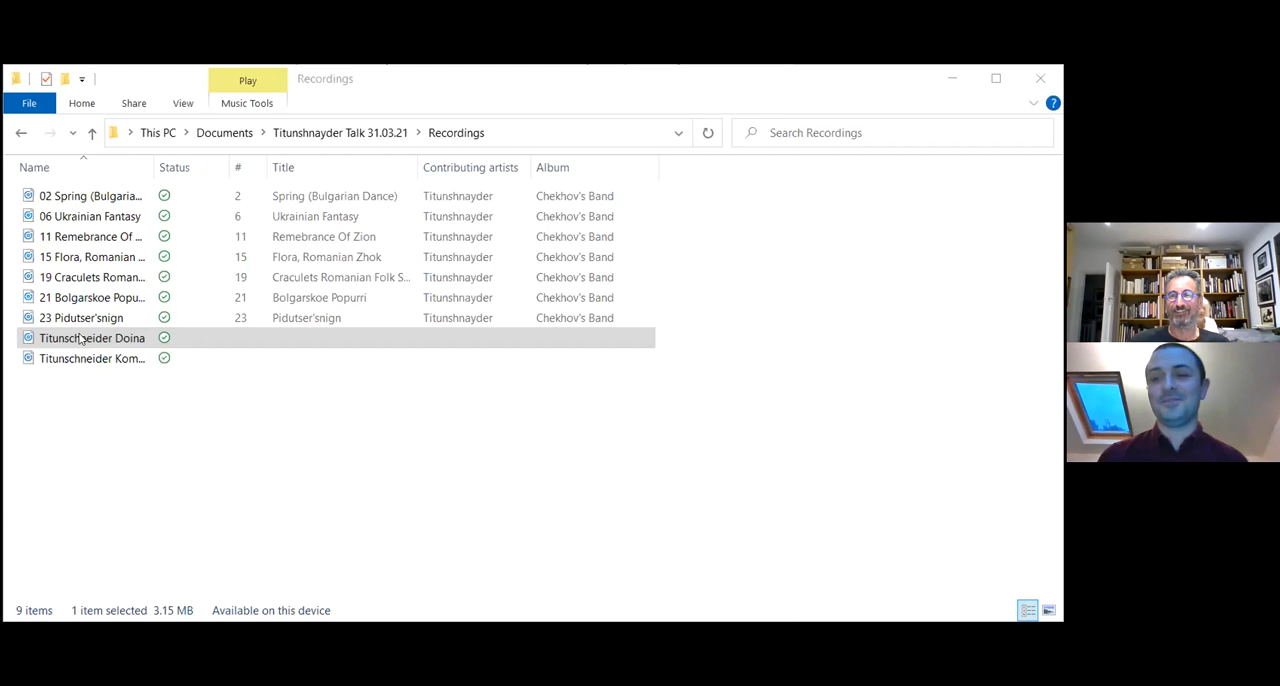 Play Recordings
File Home Share View Music Tools
This PC Documents Titunshnayder Talk 31.03.21 Recordings Search Recordings
Name Status # Title Contributing artists Album
02 Spring (Bulgaria... 2 Spring (Bulgarian Dance) Titunshnayder Chekhov's Band
06 Ukrainian Fantasy 6 Ukrainian Fantasy Titunshnayder Chekhov's Band
11 Remebrance Of ... 11 Remebrance Of Zion Titunshnayder Chekhov's Band
15 Flora, Romanian ... 15 Flora, Romanian Zhok Titunshnayder Chekhov's Band
19 Craculets Roman... 19 Craculets Romanian Folk S... Titunshnayder Chekhov's Band
21 Bolgarskoe Popu... 21 Bolgarskoe Popurri Titunshnayder Chekhov's Band
23 Pidutser'snign 23 Pidutser'snign Titunshnayder Chekhov's Band
Titunschneider Doina
Titunschneider Kom...
9 items 1 item selected 3.15 MB Available on this device